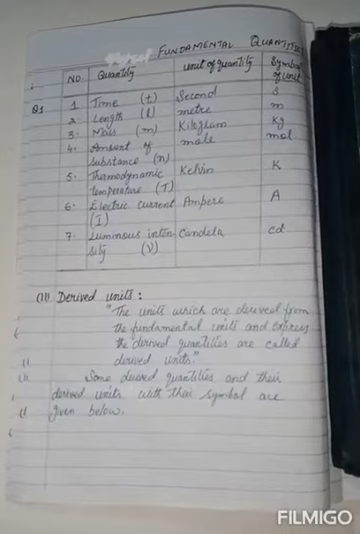 FUNDAMENTAL QUANTITIES
NO. Quantity Unit of quantity Symbol of unit
Q1 1 Time (t) Second s
2. Length (l) metre m
3. Mass (m) Kilogram Kg
4. Amount of mole mol
substance (n)
5. Thermodynamic Kelvin K
temperature (T)
6. Electric current Ampere A
(I)
7. Luminous inten- Candela cd
sity (V)
(II) Derived units :
"The units which are derived from
the fundamental units and express
the derived quantities are called
derived units"
Some derived quantities and their
derived units with their symbol are
given below.
FILMIGO